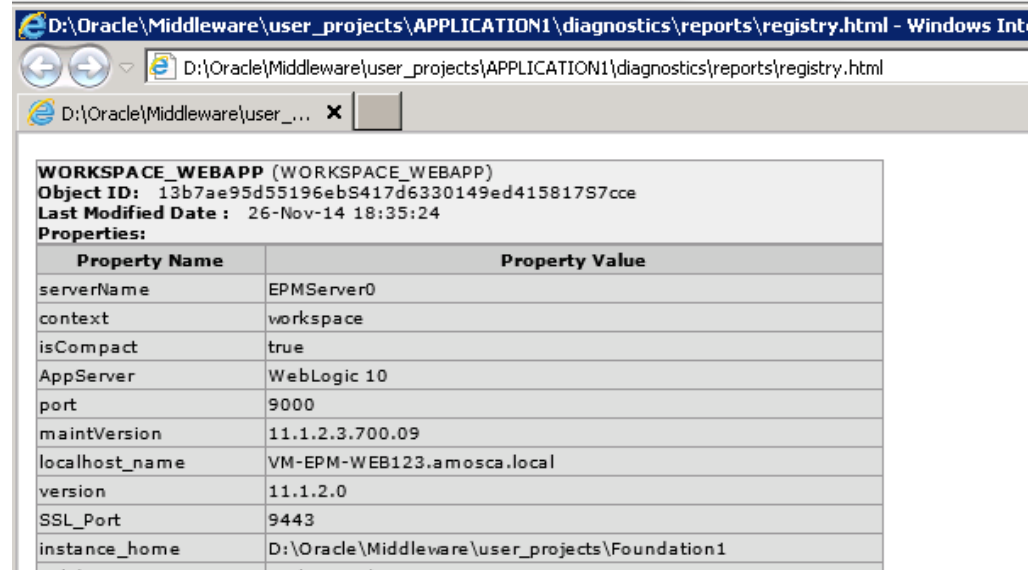 D:\Oracle\Middleware\user_projects\APPLICATION1\diagnostics\reports\registry.html - Windows Int
D:\Oracle\Middleware\user_projects\APPLICATION1\diagnostics\reports\registry.html
D:\Oracle\Middleware\user_...
WORKSPACE_WEBAPP (WORKSPACE_WEBAPP)
Object ID: 13b7ae95d55196ebS417d6330149ed415817S7cce
Last Modified Date : 26-Nov-14 18:35:24
Properties:
Property Name Property Value
serverName EPMServer0
context workspace
isCompact true
AppServer WebLogic 10
port 9000
maintVersion 11.1.2.3.700.09
localhost_name VM-EPM-WEB123.amosca.local
version 11.1.2.0
SSL_Port 9443
instance_home D:\Oracle\Middleware\user_projects\Foundation1